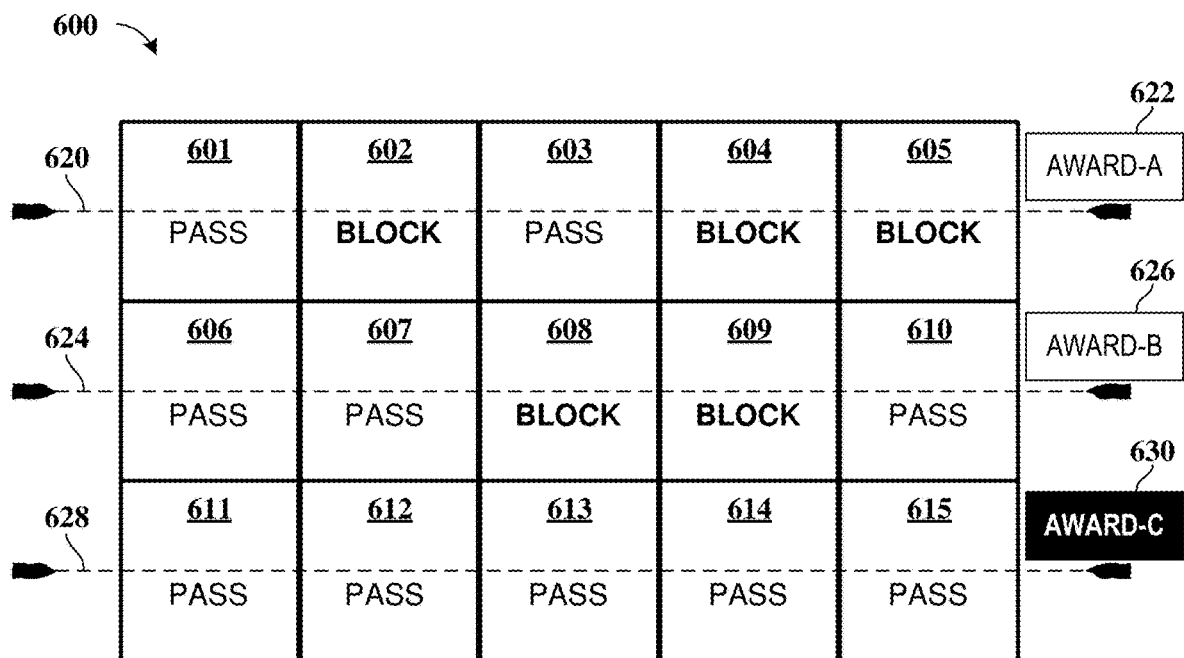 600
622
601 602 603 604 605
AWARD-A
620
PASS BLOCK PASS BLOCK BLOCK
626
606 607 608 609 610
AWARD-B
624
PASS PASS BLOCK BLOCK PASS
630
611 612 613 614 615
AWARD-C
628
PASS PASS PASS PASS PASS